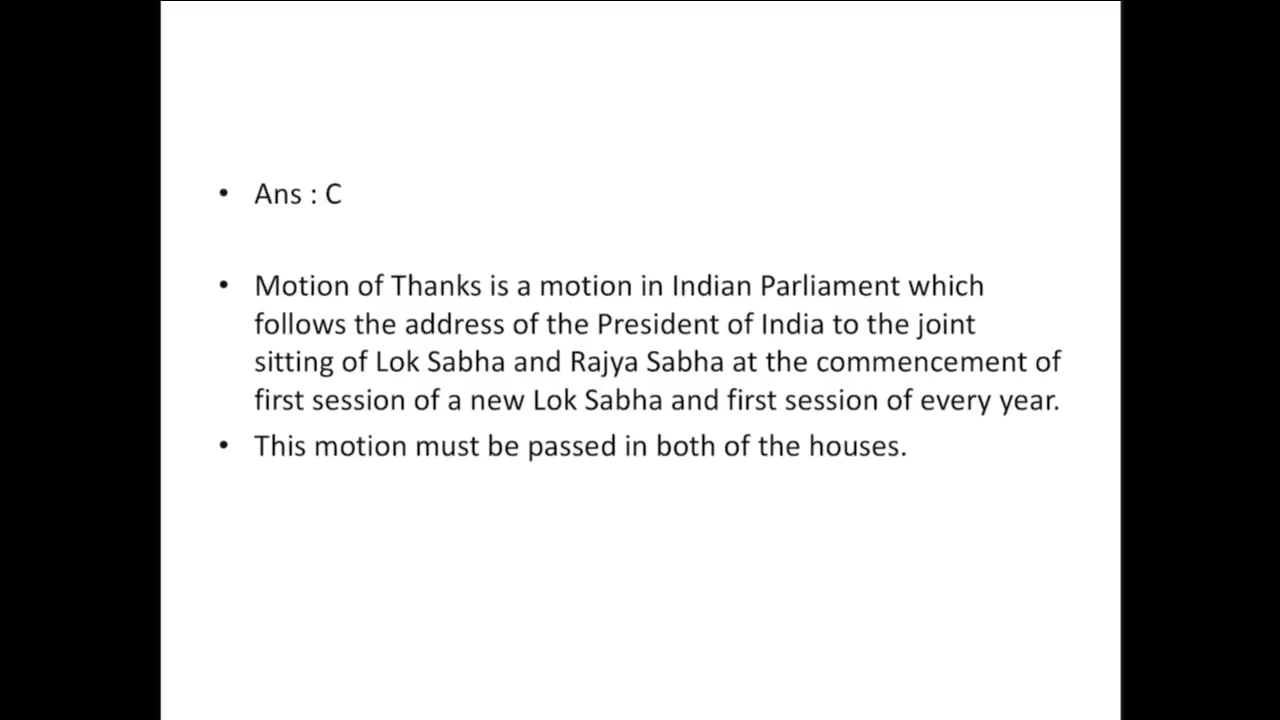 • Ans : C
• Motion of Thanks is a motion in Indian Parliament which
follows the address of the President of India to the joint
sitting of Lok Sabha and Rajya Sabha at the commencement of
first session of a new Lok Sabha and first session of every year.
• This motion must be passed in both of the houses.